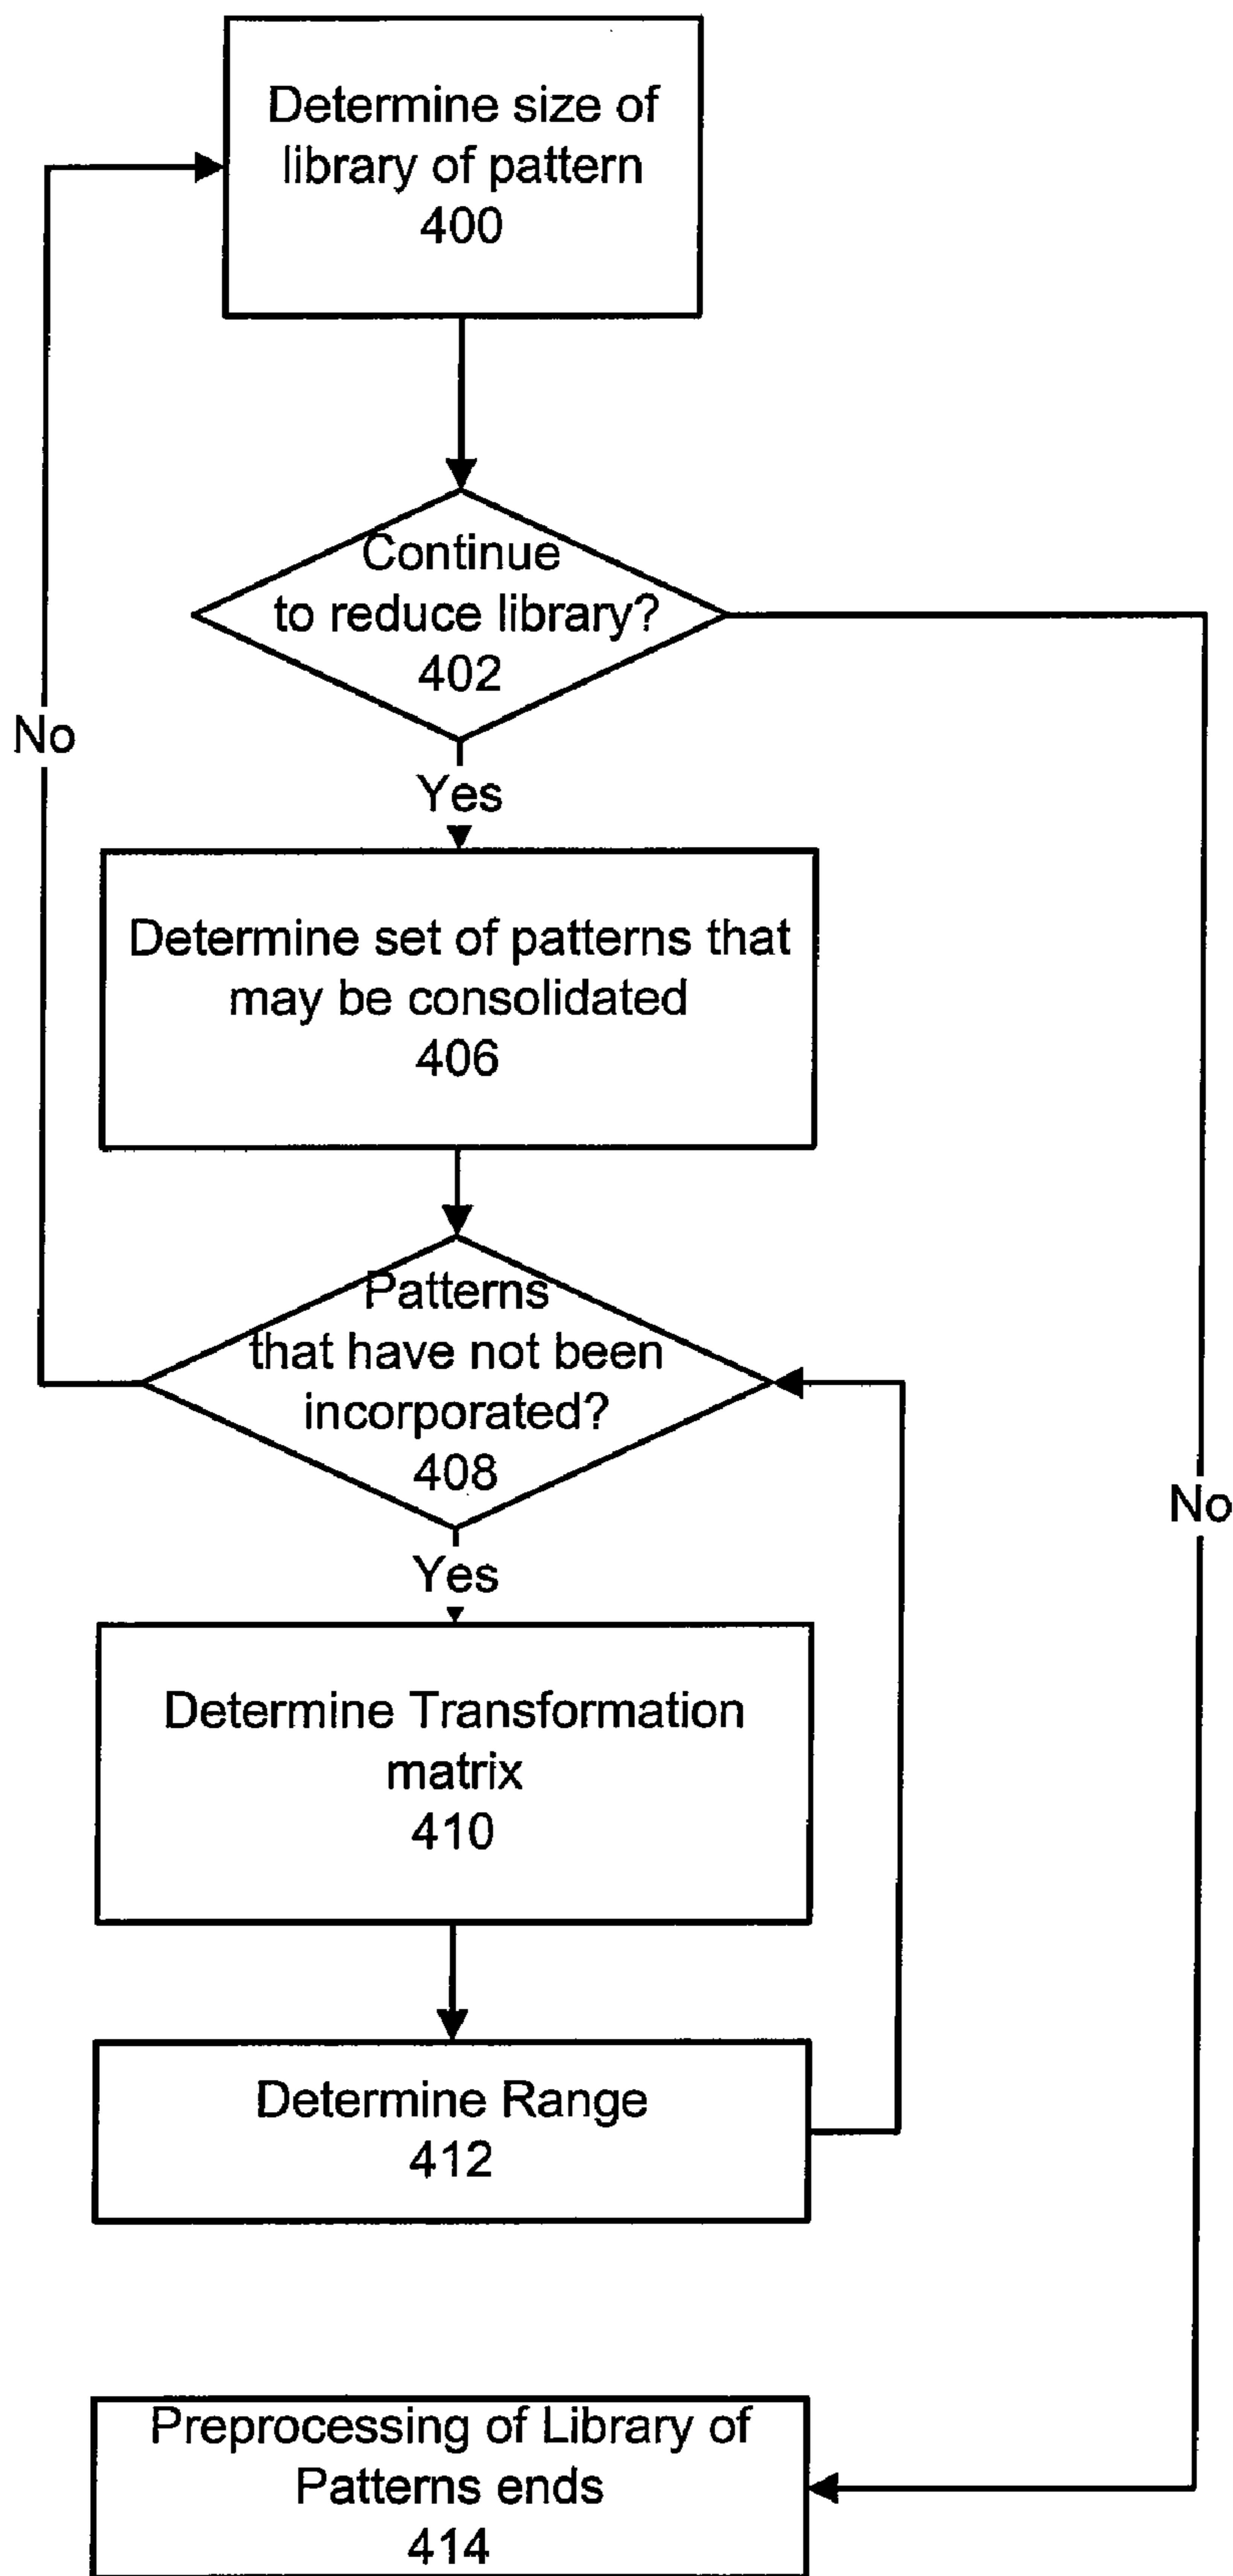 Determine size of
library of pattern
400
Continue
to reduce library?
402
No
Yes
Determine set of patterns that
may be consolidated
406
Patterns
that have not been
incorporated?
408
No
Yes
Determine Transformation
matrix
410
Determine Range
412
Preprocessing of Library of
Patterns ends
414